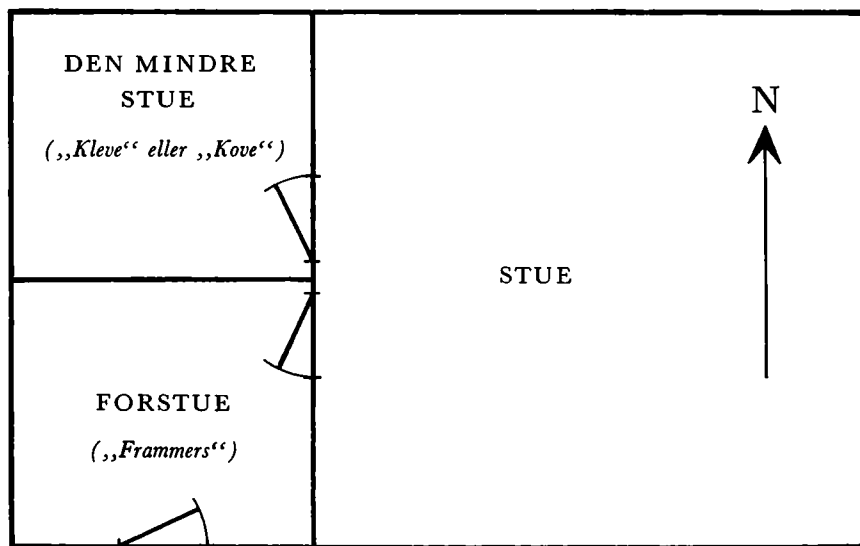 DEN MINDRE
STUE
(„Kleve“ eller „Kove“)
N
STUE
FORSTUE
(„Frammers“)